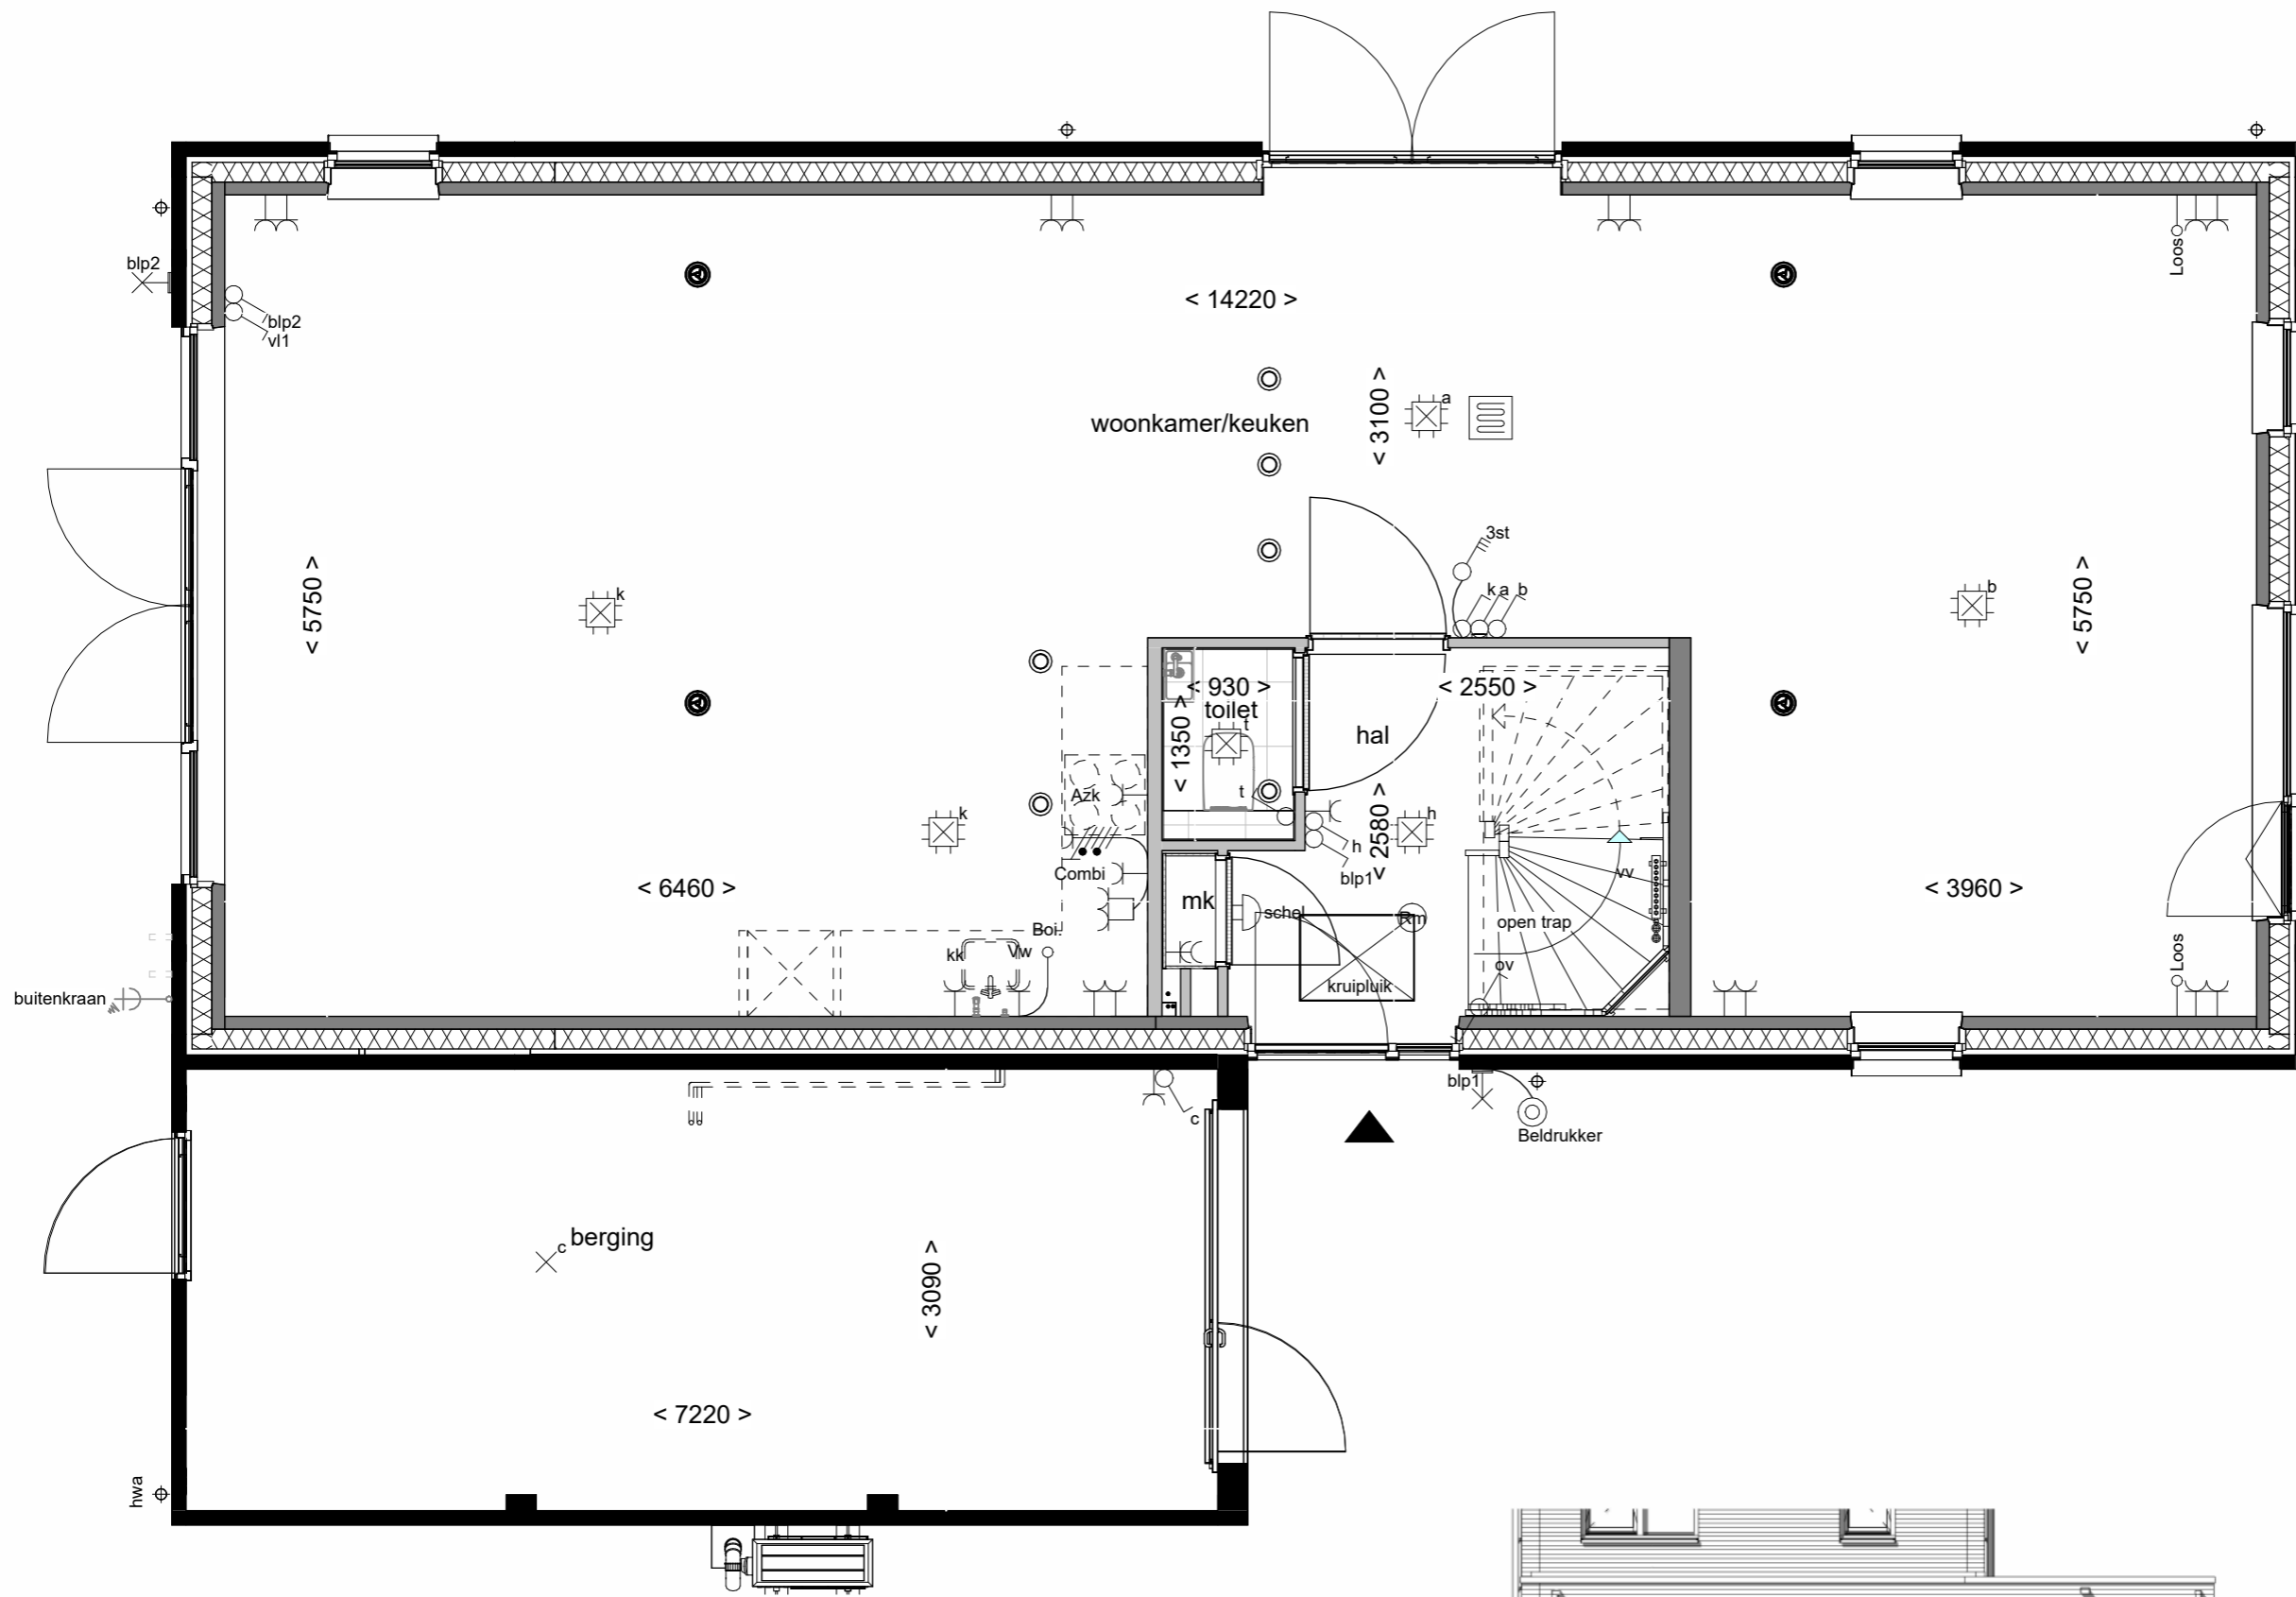 blp2
blp2
vl1
< 14220 >
Loos
woonkamer/keuken
< 3100 >
a
3st
k a b
< 5750 >
k
b
< 5750 >
< 930 >
toilet
t
< 1350 >
t
hal
< 2550 >
Azk
k
Combi
< 2580 >
h
h
blp1
vv
< 6460 >
< 3960 >
mk
schel
Rm
open trap
Boi.
kk
Vw
ov
Loos
kruipluik
buitenkraan
blp1
Beldrukker
c
c
berging
< 3090 >
< 7220 >
hwa